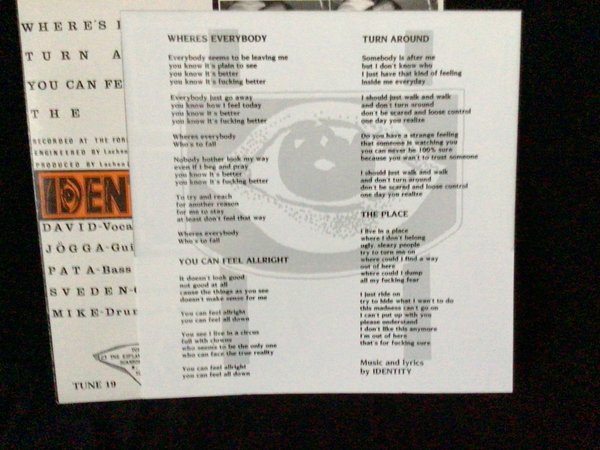 WHERE'S
TURN A
YOU CAN FE
THE
RECORDED AT THE FOR
ENGINEERED BY Lochen
PRODUCED BY Lochen
IDEN
DAVID-Voca
JÖGGA-Gui
PATA-Bass
SVEDEN-
MIKE-Drum
TUNE 19
WHERES EVERYBODY
Everybody seems to be leaving me
you know it's plain to see
you know it's better
you know it's fucking better
Everybody just go away
you know how I feel today
you know it's better
you know it's fucking better
Wheres everybody
Who's to fall
Nobody bother look my way
even if I beg and pray
you know it's better
you know it's fucking better
To try and reach
for another reason
for me to stay
at least don't feel that way
Wheres everybody
Who's to fall
YOU CAN FEEL ALLRIGHT
It doesn't look good
not good at all
cause the things as you see
doesn't make sense for me
You can feel allright
you can feel all down
You see I live in a circus
full with clowns
who seems to be the only one
who can face the true reality
You can feel allright
you can feel all down
TURN AROUND
Somebody is after me
but I don't know who
I just have that kind of feeling
inside me everyday
I should just walk and walk
and don't turn around
don't be scared and loose control
one day you realize
Do you have a strange feeling
that someone is watching you
you can never be 100% sure
because you want to trust someone
I should just walk and walk
and don't turn around
don't be scared and loose control
one day you realize
THE PLACE
I live in a place
where I don't belong
ugly, sleazy people
try to turn me on
where could I find a way
out of here
where could I dump
all my fucking fear
I just ride on
try to hide what I want to do
this madness can't go on
I can't put up with you
please understand
I don't like this anymore
I'm out of here
that's for fucking sure
Music and lyrics
by IDENTITY